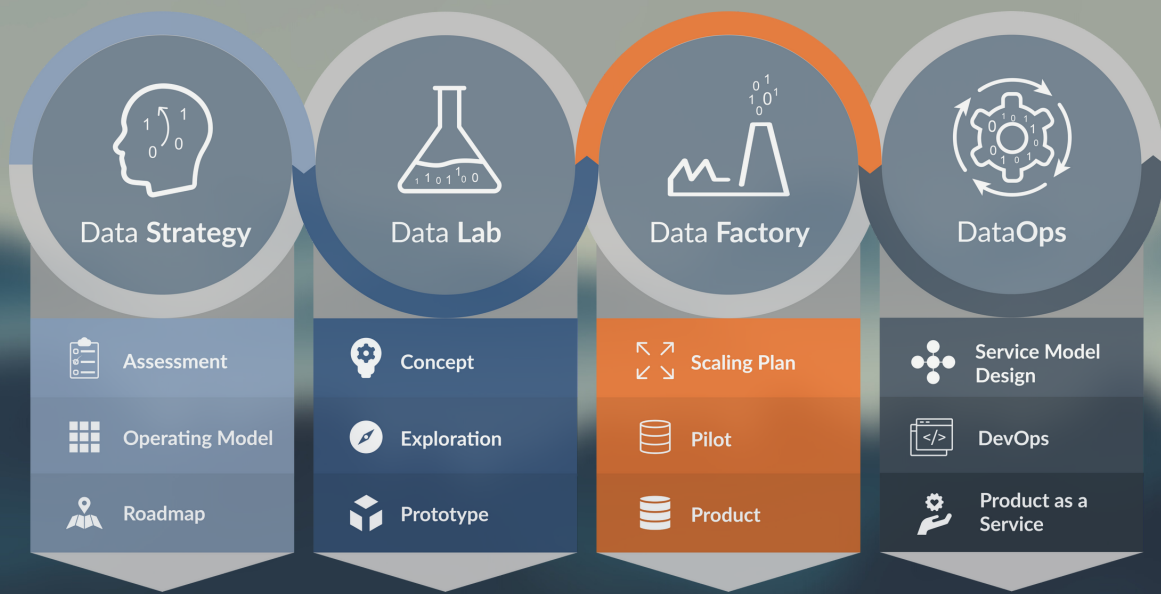 Data Strategy
Assessment
Operating Model
Roadmap
Data Lab
Concept
Exploration
Prototype
Data Factory
Scaling Plan
Pilot
Product
DataOps
Service Model
Design
</>
DevOps
Product as a
Service